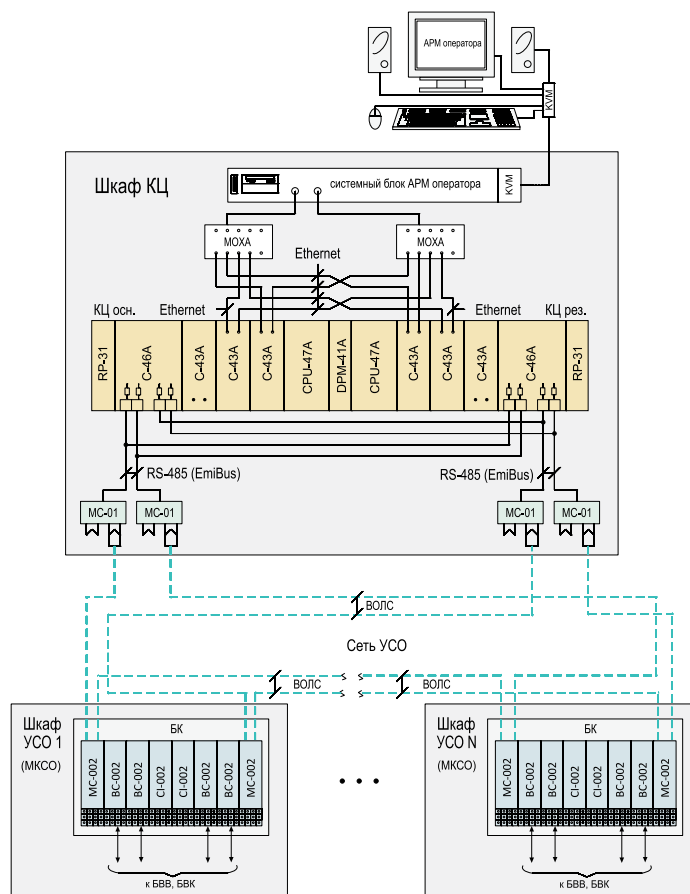 АРМ оператора
KVM
Шкаф КЦ
системный блок АРМ оператора
KVM
MOXA
MOXA
Ethernet
КЦ осн.
Ethernet
Ethernet
КЦ рез.
RP-31
C-46A
C-43A
C-43A
C-43A
CPU-47A
DPM-41A
CPU-47A
C-43A
C-43A
C-43A
C-46A
RP-31
RS-485 (EmiBus)
RS-485 (EmiBus)
МС-01
МС-01
МС-01
МС-01
ВОЛС
Сеть УСО
ВОЛС
ВОЛС
Шкаф
УСО 1
(МКСО)
БК
MC-002
BC-002
BC-002
CI-002
CI-002
BC-002
BC-002
MC-002
к БВВ, БВК
• • •
Шкаф
УСО N
(МКСО)
БК
MC-002
BC-002
BC-002
CI-002
CI-002
BC-002
BC-002
MC-002
к БВВ, БВК